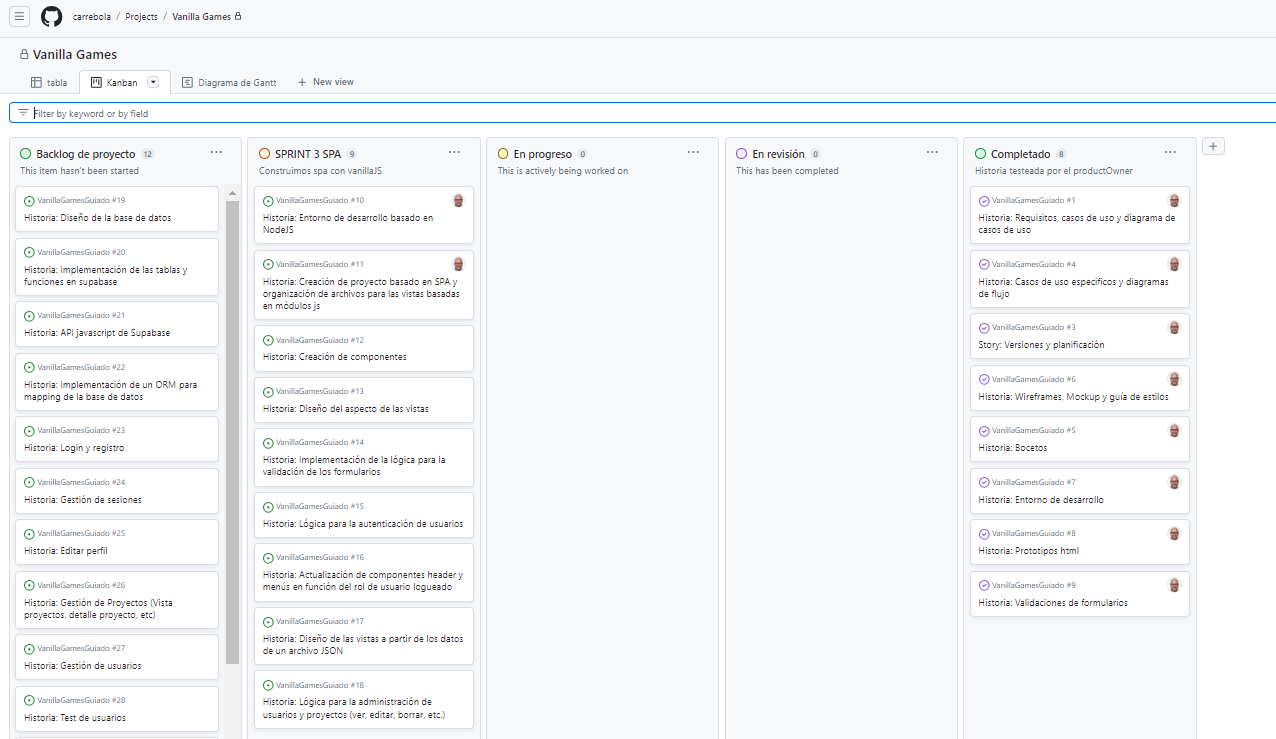 carrebola / Projects / Vanilla Games
Vanilla Games
tabla
Kanban
Diagrama de Gantt
New view
Filter by keyword or by field
Backlog de proyecto 12
This item hasn't been started
VanillaGamesGuiado #19
Historia: Diseño de la base de datos
VanillaGamesGuiado #20
Historia: Implementación de las tablas y
funciones en supabase
VanillaGamesGuiado #21
Historia: API javascript de Supabase
VanillaGamesGuiado #22
Historia: Implementación de un ORM para
mapping de la base de datos
VanillaGamesGuiado #23
Historia: Login y registro
VanillaGamesGuiado #24
Historia: Gestión de sesiones
VanillaGamesGuiado #25
Historia: Editar perfil
VanillaGamesGuiado #26
Historia: Gestión de Proyectos (Vista
proyectos, detalle proyecto, etc)
VanillaGamesGuiado #27
Historia: Gestión de usuarios
VanillaGamesGuiado #28
Historia: Test de usuarios
SPRINT 3 SPA 9
Construimos spa con vanillaJS
VanillaGamesGuiado #10
Historia: Entorno de desarrollo basado en
NodeJS
VanillaGamesGuiado #11
Historia: Creación de proyecto basado en SPA y
organización de archivos para las vistas basadas
en módulos js
VanillaGamesGuiado #12
Historia: Creación de componentes
VanillaGamesGuiado #13
Historia: Diseño del aspecto de las vistas
VanillaGamesGuiado #14
Historia: Implementación de la lógica para la
validación de los formularios
VanillaGamesGuiado #15
Historia: Lógica para la autenticación de usuarios
VanillaGamesGuiado #16
Historia: Actualización de componentes header y
menús en función del rol de usuario logueado
VanillaGamesGuiado #17
Historia: Diseño de las vistas a partir de los datos
de un archivo JSON
VanillaGamesGuiado #18
Historia: Lógica para la administración de
usuarios y proyectos (ver, editar, borrar, etc.)
En progreso 0
This is actively being worked on
En revisión 0
This has been completed
Completado 8
Historia testeada por el productOwner
VanillaGamesGuiado #1
Historia: Requisitos, casos de uso y diagrama de
casos de uso
VanillaGamesGuiado #4
Historia: Casos de uso específicos y diagramas
de flujo
VanillaGamesGuiado #3
Story: Versiones y planificación
VanillaGamesGuiado #6
Historia: Wireframes, Mockup y guía de estilos
VanillaGamesGuiado #5
Historia: Bocetos
VanillaGamesGuiado #7
Historia: Entorno de desarrollo
VanillaGamesGuiado #8
Historia: Prototipos html
VanillaGamesGuiado #9
Historia: Validaciones de formularios